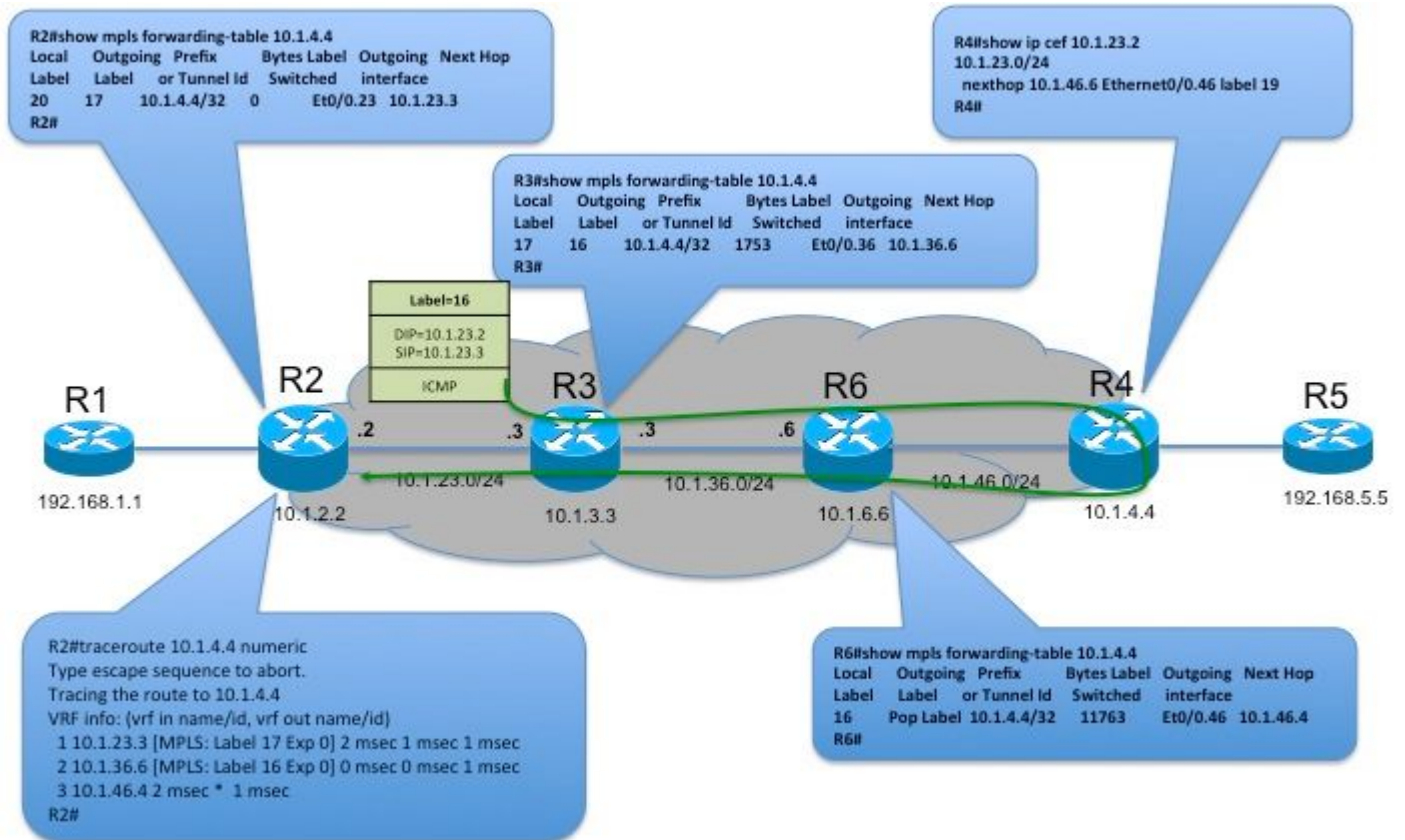 R2#show mpls forwarding-table 10.1.4.4
Local Outgoing Prefix Bytes Label Outgoing Next Hop
Label Label or Tunnel Id Switched interface
20 17 10.1.4.4/32 0 Et0/0.23 10.1.23.3
R2#
R4#show ip cef 10.1.23.2
10.1.23.0/24
nexthop 10.1.46.6 Ethernet0/0.46 label 19
R4#
R3#show mpls forwarding-table 10.1.4.4
Local Outgoing Prefix Bytes Label Outgoing Next Hop
Label Label or Tunnel Id Switched interface
17 16 10.1.4.4/32 1753 Et0/0.36 10.1.36.6
R3#
Label=16
DIP=10.1.23.2
SIP=10.1.23.3
ICMP
R1
R2
R3
R6
R4
R5
.2
.3
.3
.6
10.1.23.0/24
10.1.36.0/24
10.1.46.0/24
192.168.1.1
10.1.2.2
10.1.3.3
10.1.6.6
10.1.4.4
192.168.5.5
R2#traceroute 10.1.4.4 numeric
Type escape sequence to abort.
Tracing the route to 10.1.4.4
VRF info: (vrf in name/id, vrf out name/id)
1 10.1.23.3 [MPLS: Label 17 Exp 0] 2 msec 1 msec 1 msec
2 10.1.36.6 [MPLS: Label 16 Exp 0] 0 msec 0 msec 1 msec
3 10.1.46.4 2 msec * 1 msec
R2#
R6#show mpls forwarding-table 10.1.4.4
Local Outgoing Prefix Bytes Label Outgoing Next Hop
Label Label or Tunnel Id Switched interface
16 Pop Label 10.1.4.4/32 11763 Et0/0.46 10.1.46.4
R6#